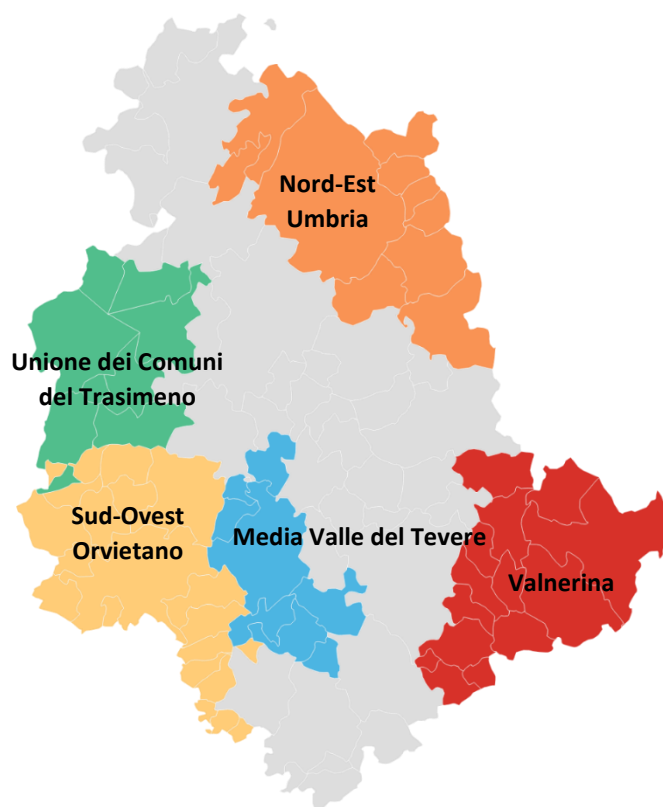 Nord-Est
Umbria
Unione dei Comuni
del Trasimeno
Sud-Ovest
Orvietano
Media Valle del Tevere
Valnerina